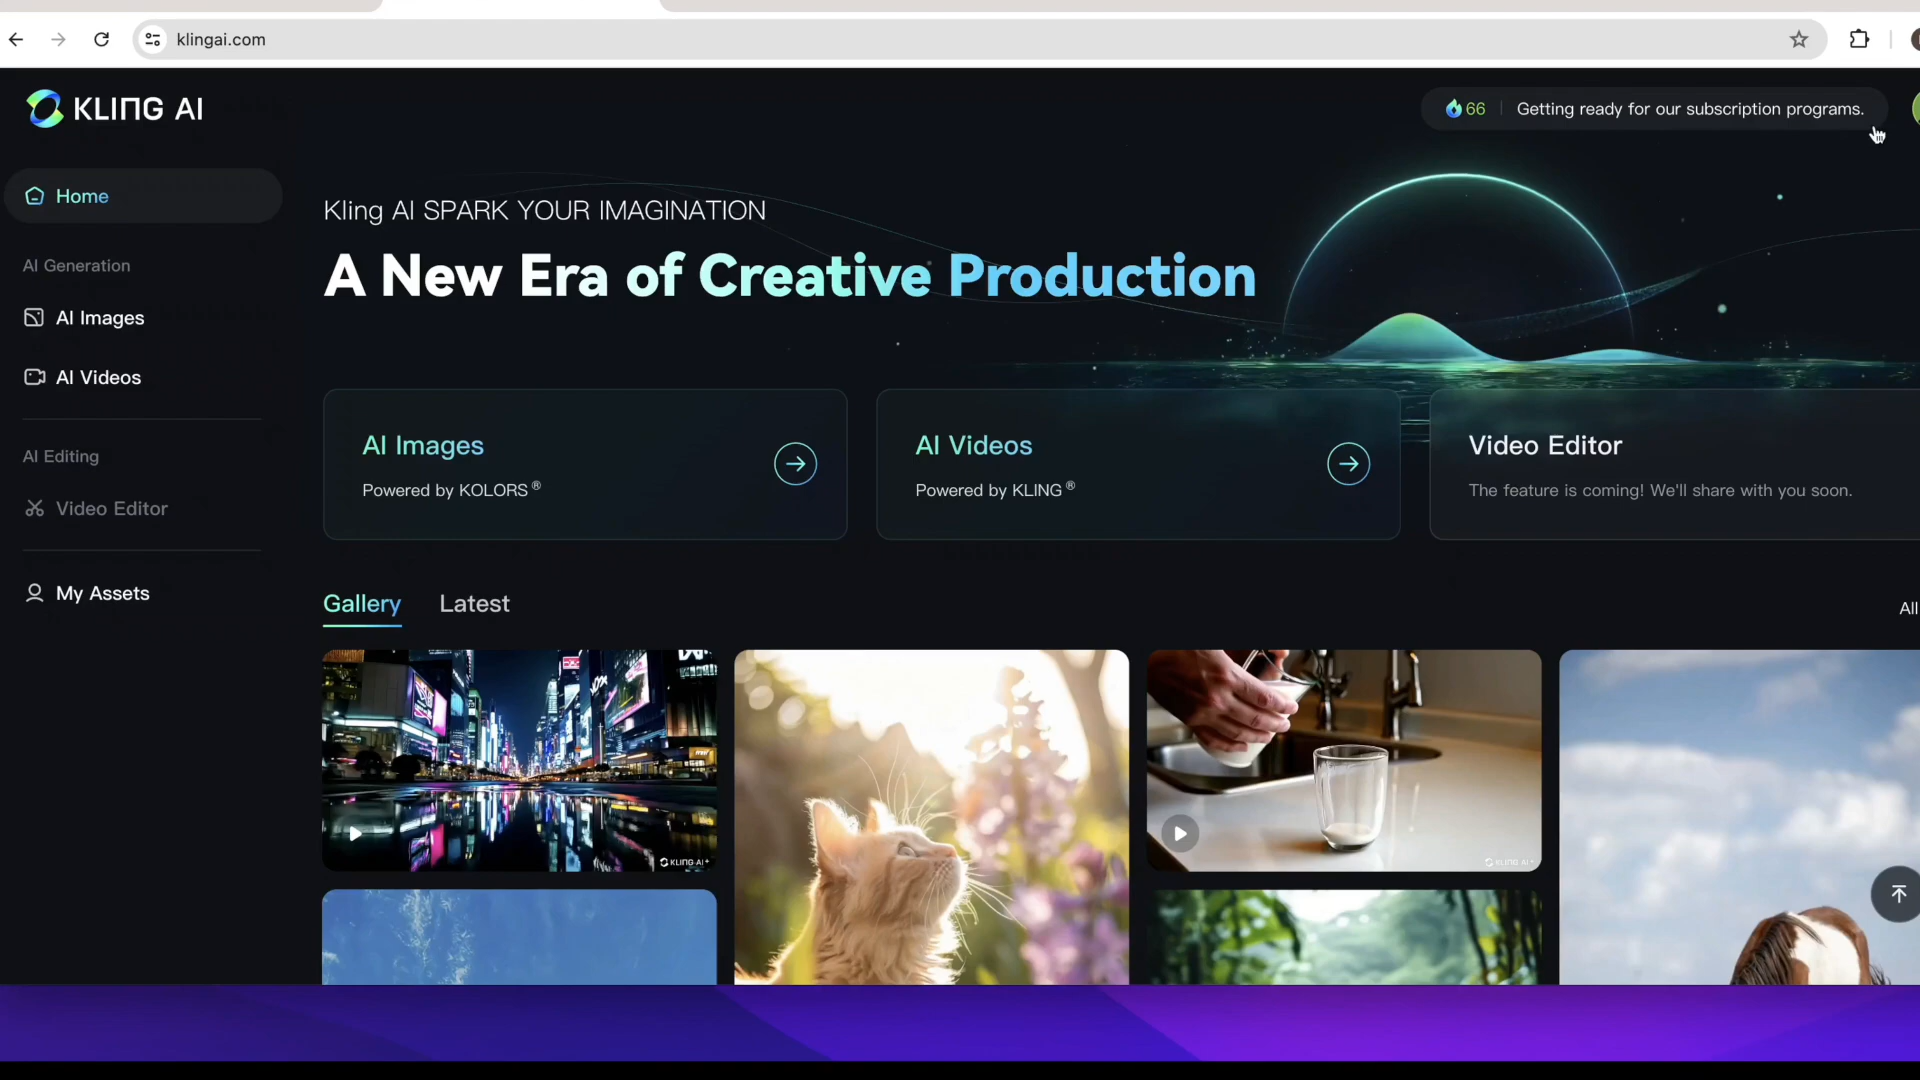 klingai.com
KLING AI
66
Getting ready for our subscription programs.
Home
AI Generation
AI Images
AI Videos
AI Editing
Video Editor
My Assets
Kling AI SPARK YOUR IMAGINATION
A New Era of Creative Production
AI Images
Powered by KOLORS ®
AI Videos
Powered by KLING ®
Video Editor
The feature is coming! We'll share with you soon.
Gallery
Latest
All
KLING AI
KLING AI